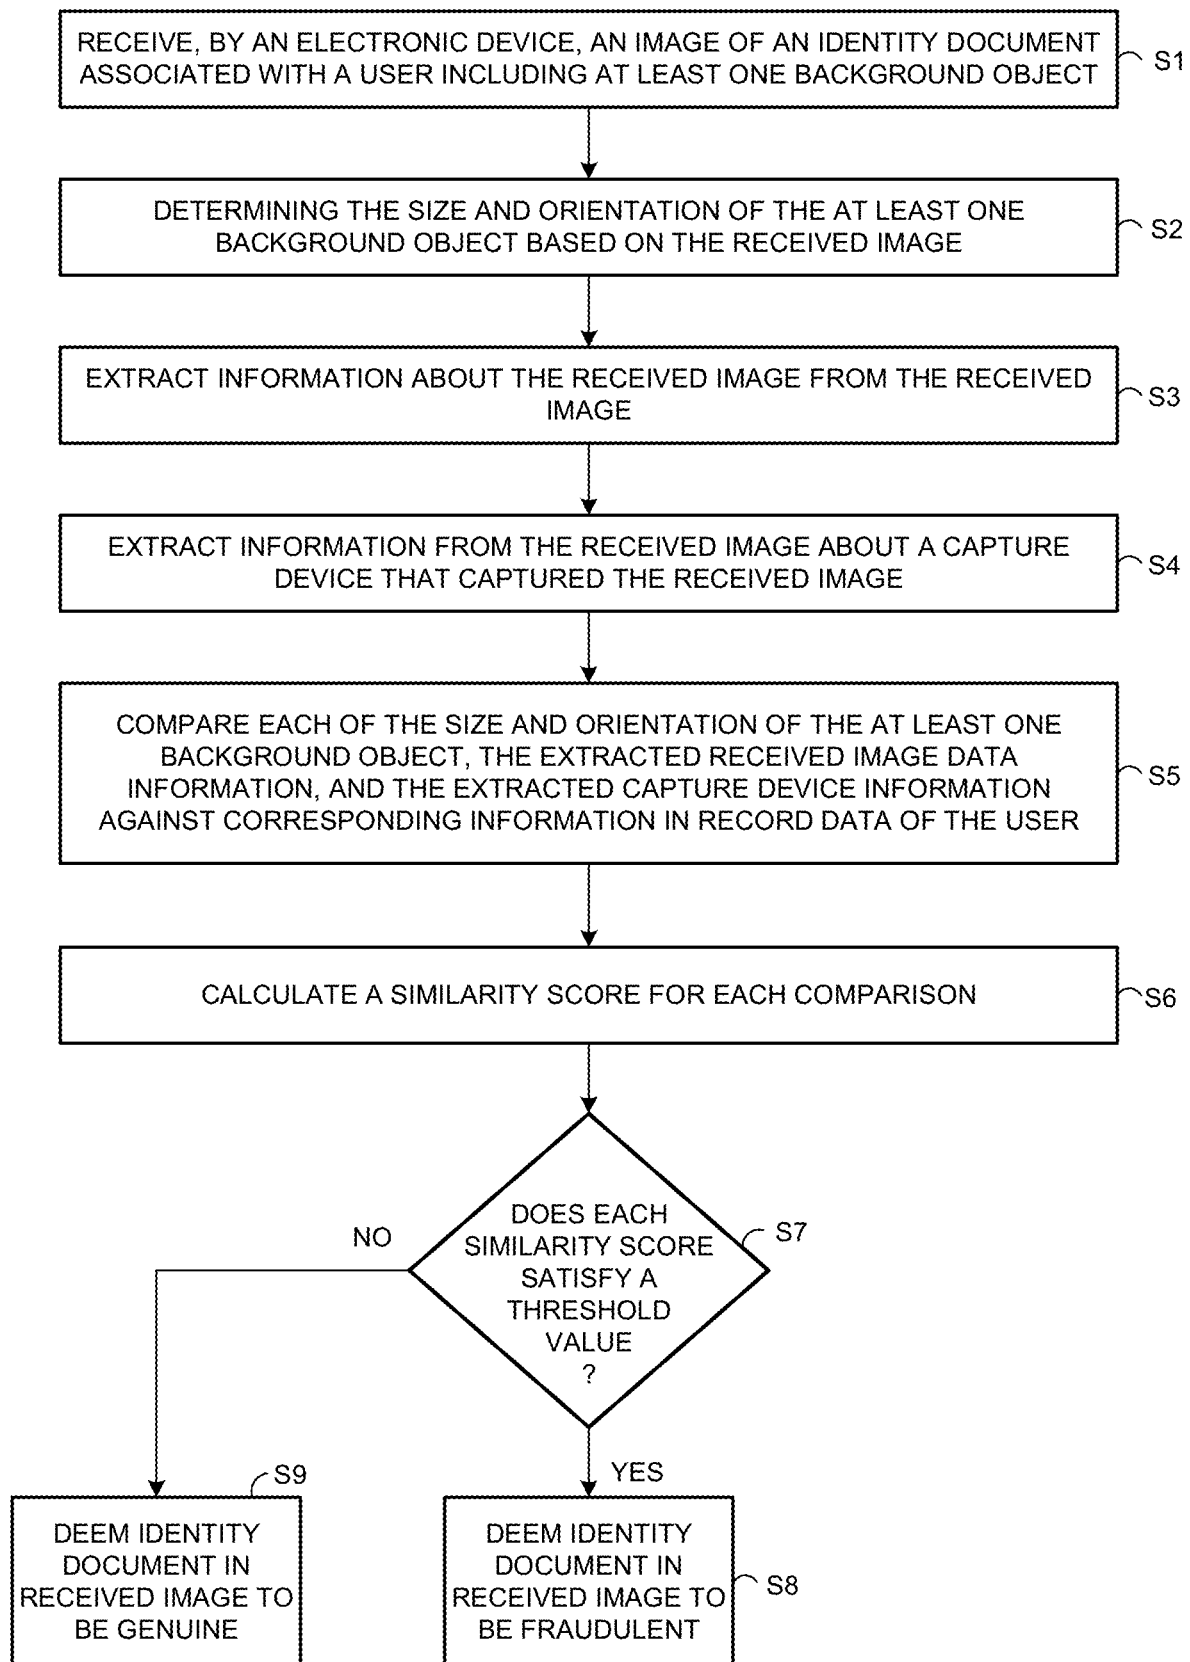 RECEIVE, BY AN ELECTRONIC DEVICE, AN IMAGE OF AN IDENTITY DOCUMENT
ASSOCIATED WITH A USER INCLUDING AT LEAST ONE BACKGROUND OBJECT
S1
DETERMINING THE SIZE AND ORIENTATION OF THE AT LEAST ONE
BACKGROUND OBJECT BASED ON THE RECEIVED IMAGE
S2
EXTRACT INFORMATION ABOUT THE RECEIVED IMAGE FROM THE RECEIVED
IMAGE
S3
EXTRACT INFORMATION FROM THE RECEIVED IMAGE ABOUT A CAPTURE
DEVICE THAT CAPTURED THE RECEIVED IMAGE
S4
COMPARE EACH OF THE SIZE AND ORIENTATION OF THE AT LEAST ONE
BACKGROUND OBJECT, THE EXTRACTED RECEIVED IMAGE DATA
INFORMATION, AND THE EXTRACTED CAPTURE DEVICE INFORMATION
AGAINST CORRESPONDING INFORMATION IN RECORD DATA OF THE USER
S5
CALCULATE A SIMILARITY SCORE FOR EACH COMPARISON
S6
DOES EACH
SIMILARITY SCORE
SATISFY A
THRESHOLD
VALUE
?
S7
NO
YES
S9
DEEM IDENTITY
DOCUMENT IN
RECEIVED IMAGE TO
BE GENUINE
DEEM IDENTITY
DOCUMENT IN
RECEIVED IMAGE TO
BE FRAUDULENT
S8